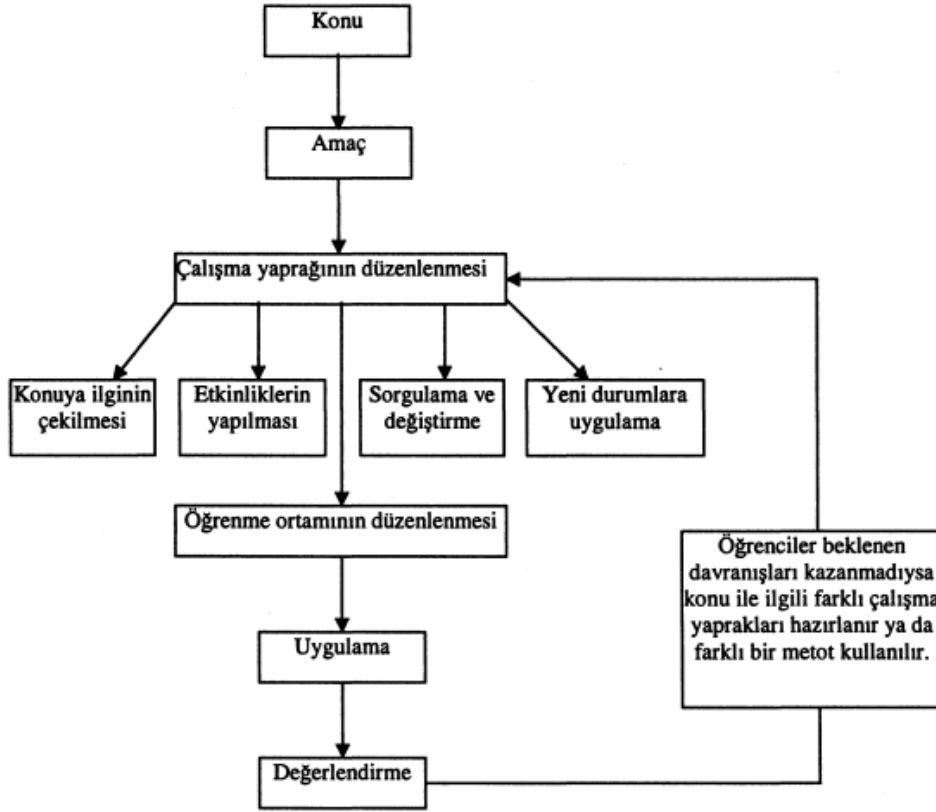 Konu
Amaç
Çalışma yaprağının düzenlenmesi
Konuya ilginin
çekilmesi
Etkinliklerin
yapılması
Sorgulama ve
değiştirme
Yeni durumlara
uygulama
Öğrenme ortamının düzenlenmesi
Öğrenciler beklenen
davranışları kazanmadıysa
konu ile ilgili farklı çalışma
yaprakları hazırlanır ya da
farklı bir metot kullanılır.
Uygulama
Değerlendirme